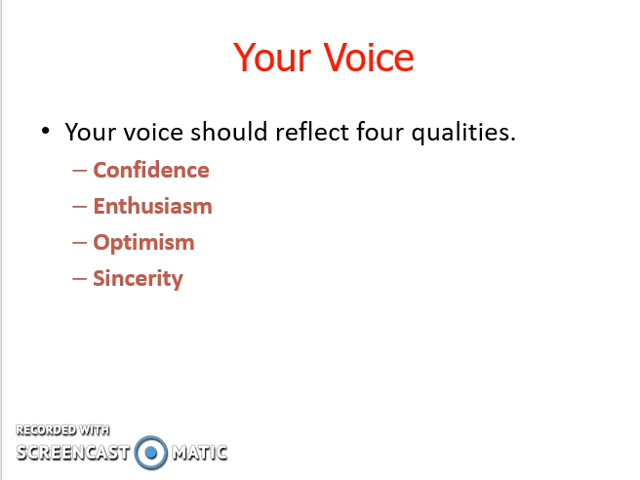 Your Voice
• Your voice should reflect four qualities.
– Confidence
– Enthusiasm
– Optimism
– Sincerity
RECORDED WITH
SCREENCAST MATIC